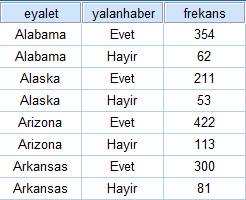 eyalet yalanhaber frekans
Alabama Evet 354
Alabama Hayir 62
Alaska Evet 211
Alaska Hayir 53
Arizona Evet 422
Arizona Hayir 113
Arkansas Evet 300
Arkansas Hayir 81